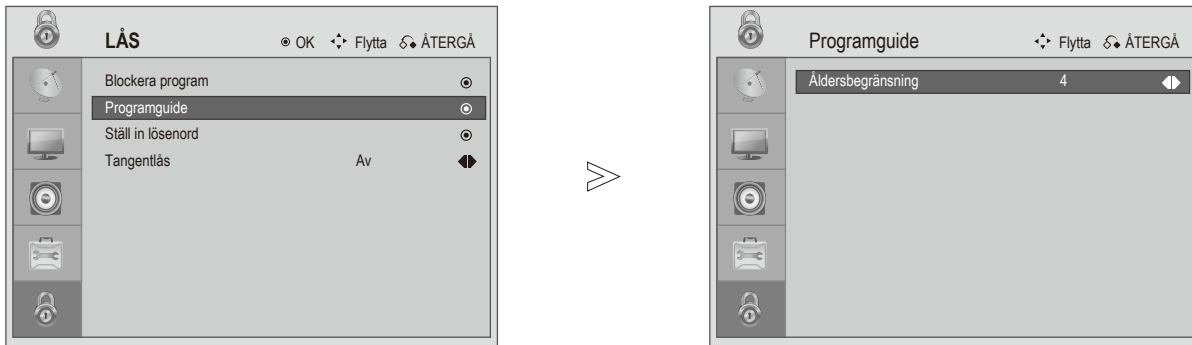 LÅS OK Flytta ÅTERGÅ
Blockera program
Programguide
Ställ in lösenord
Tangentlås Av
Programguide Flytta ÅTERGÅ
Åldersbegränsning 4